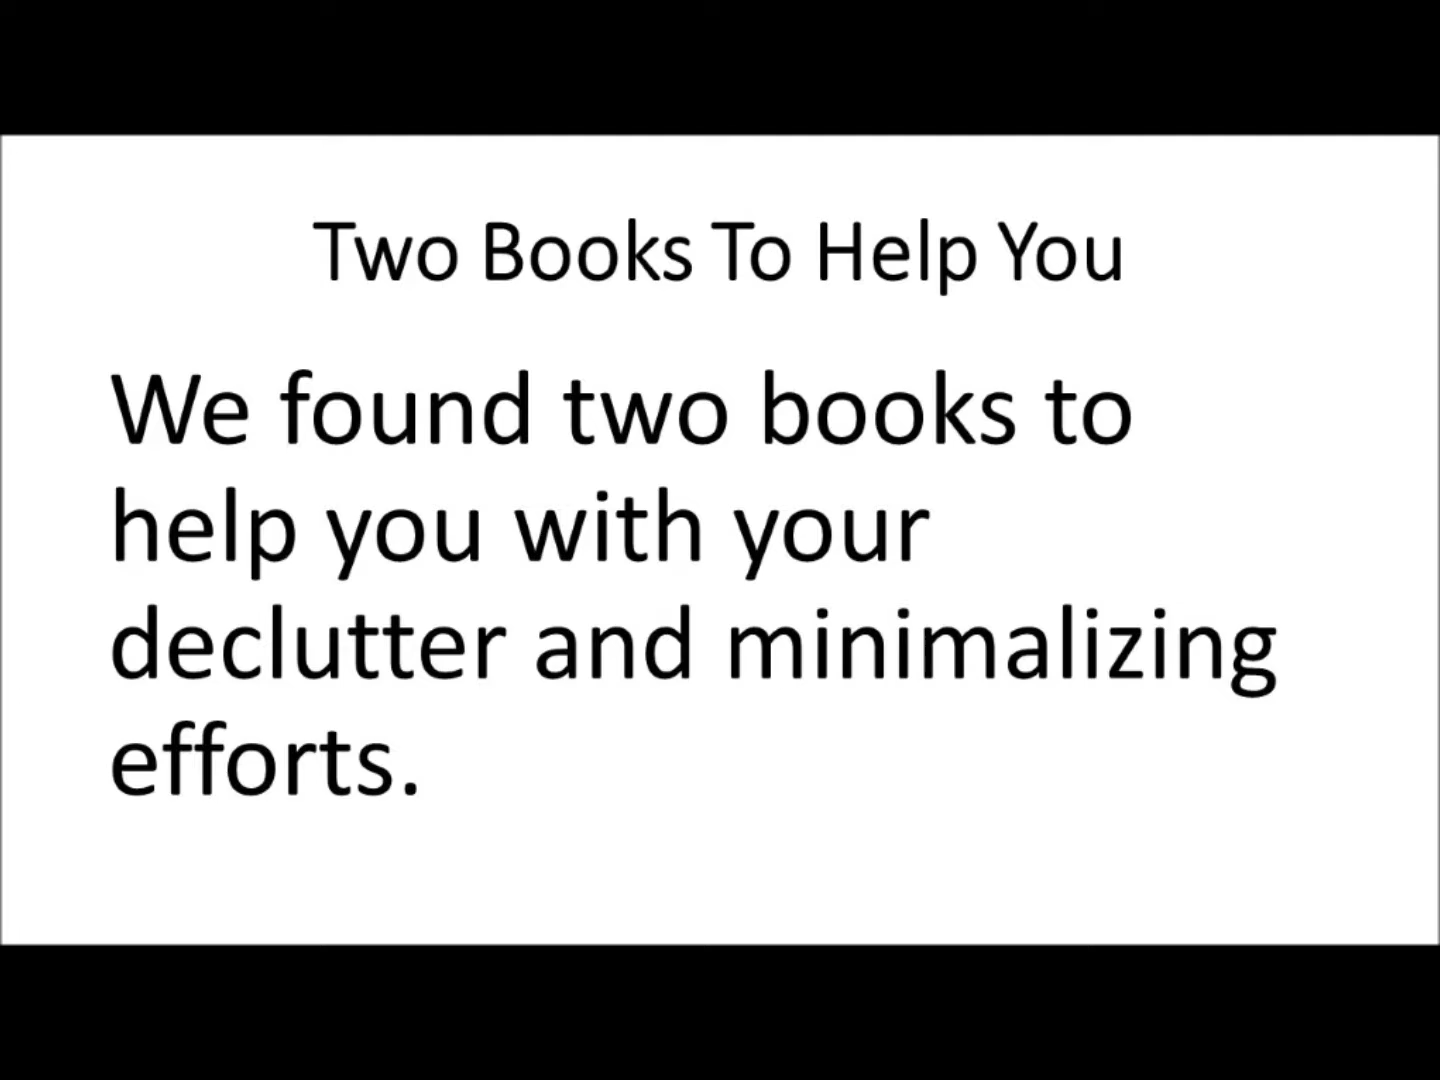 Two Books To Help You
We found two books to
help you with your
declutter and minimalizing
efforts.